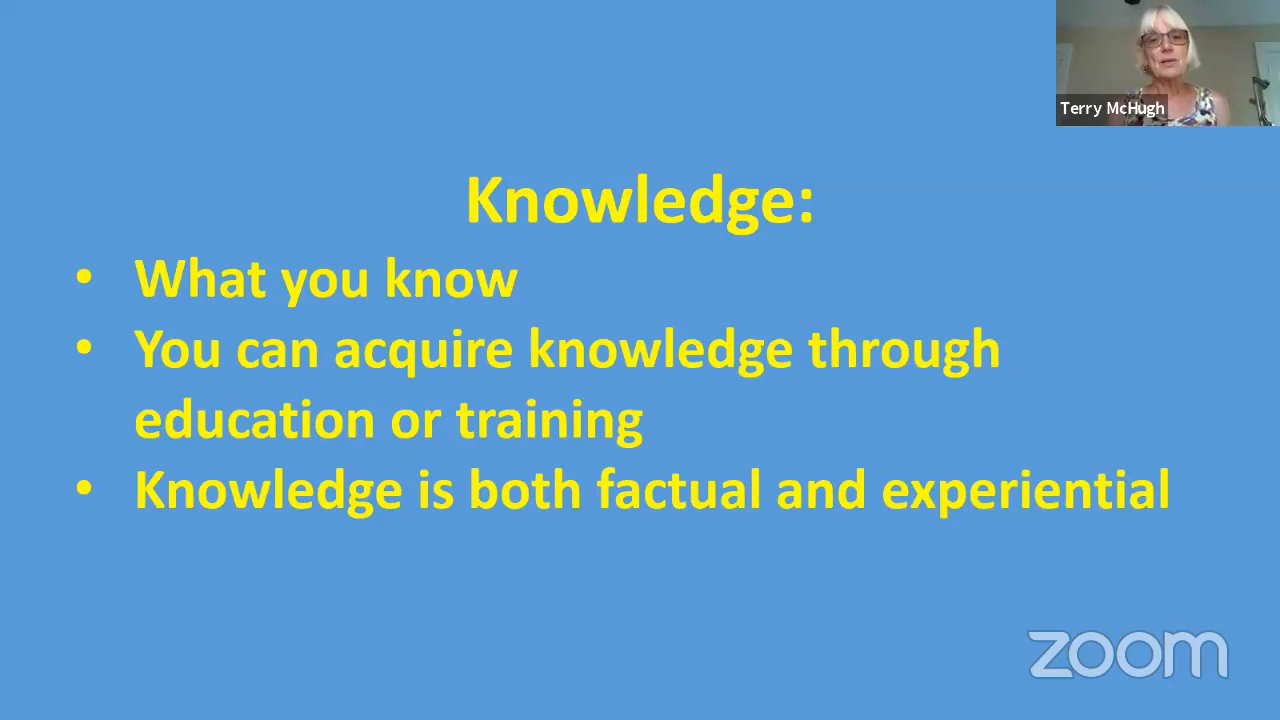 Terry McHugh
Knowledge:
• What you know
• You can acquire knowledge through
education or training
• Knowledge is both factual and experiential
zoom